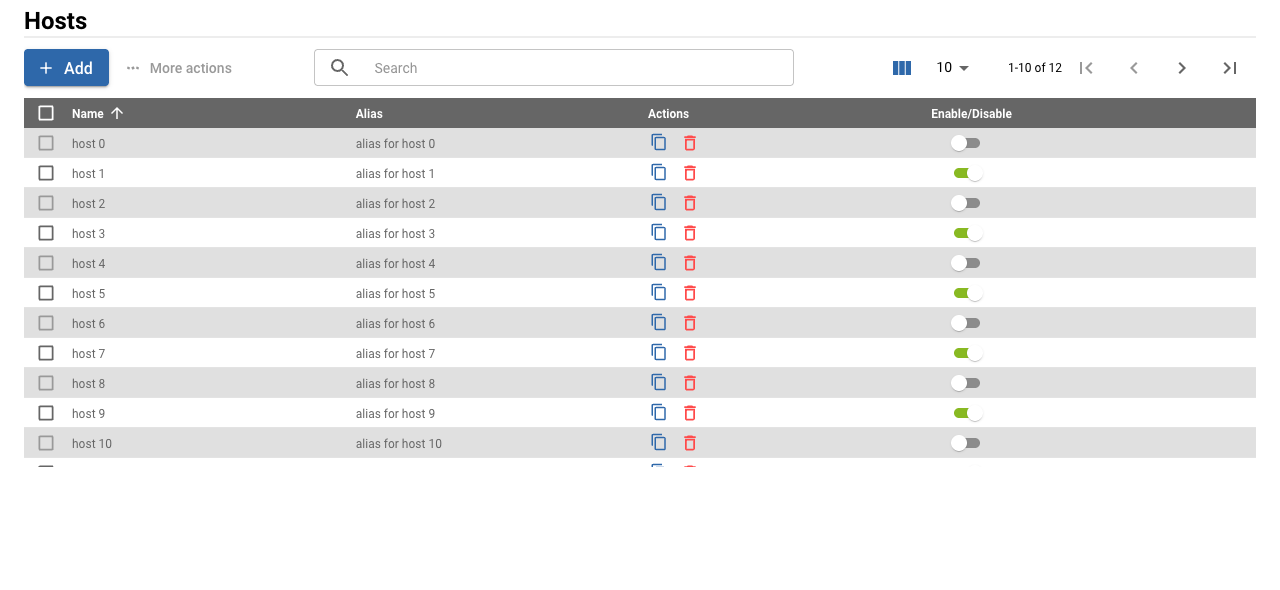 Hosts
Add
More actions
Search
10
1-10 of 12
Name Alias Actions Enable/Disable
host 0 alias for host 0
host 1 alias for host 1
host 2 alias for host 2
host 3 alias for host 3
host 4 alias for host 4
host 5 alias for host 5
host 6 alias for host 6
host 7 alias for host 7
host 8 alias for host 8
host 9 alias for host 9
host 10 alias for host 10